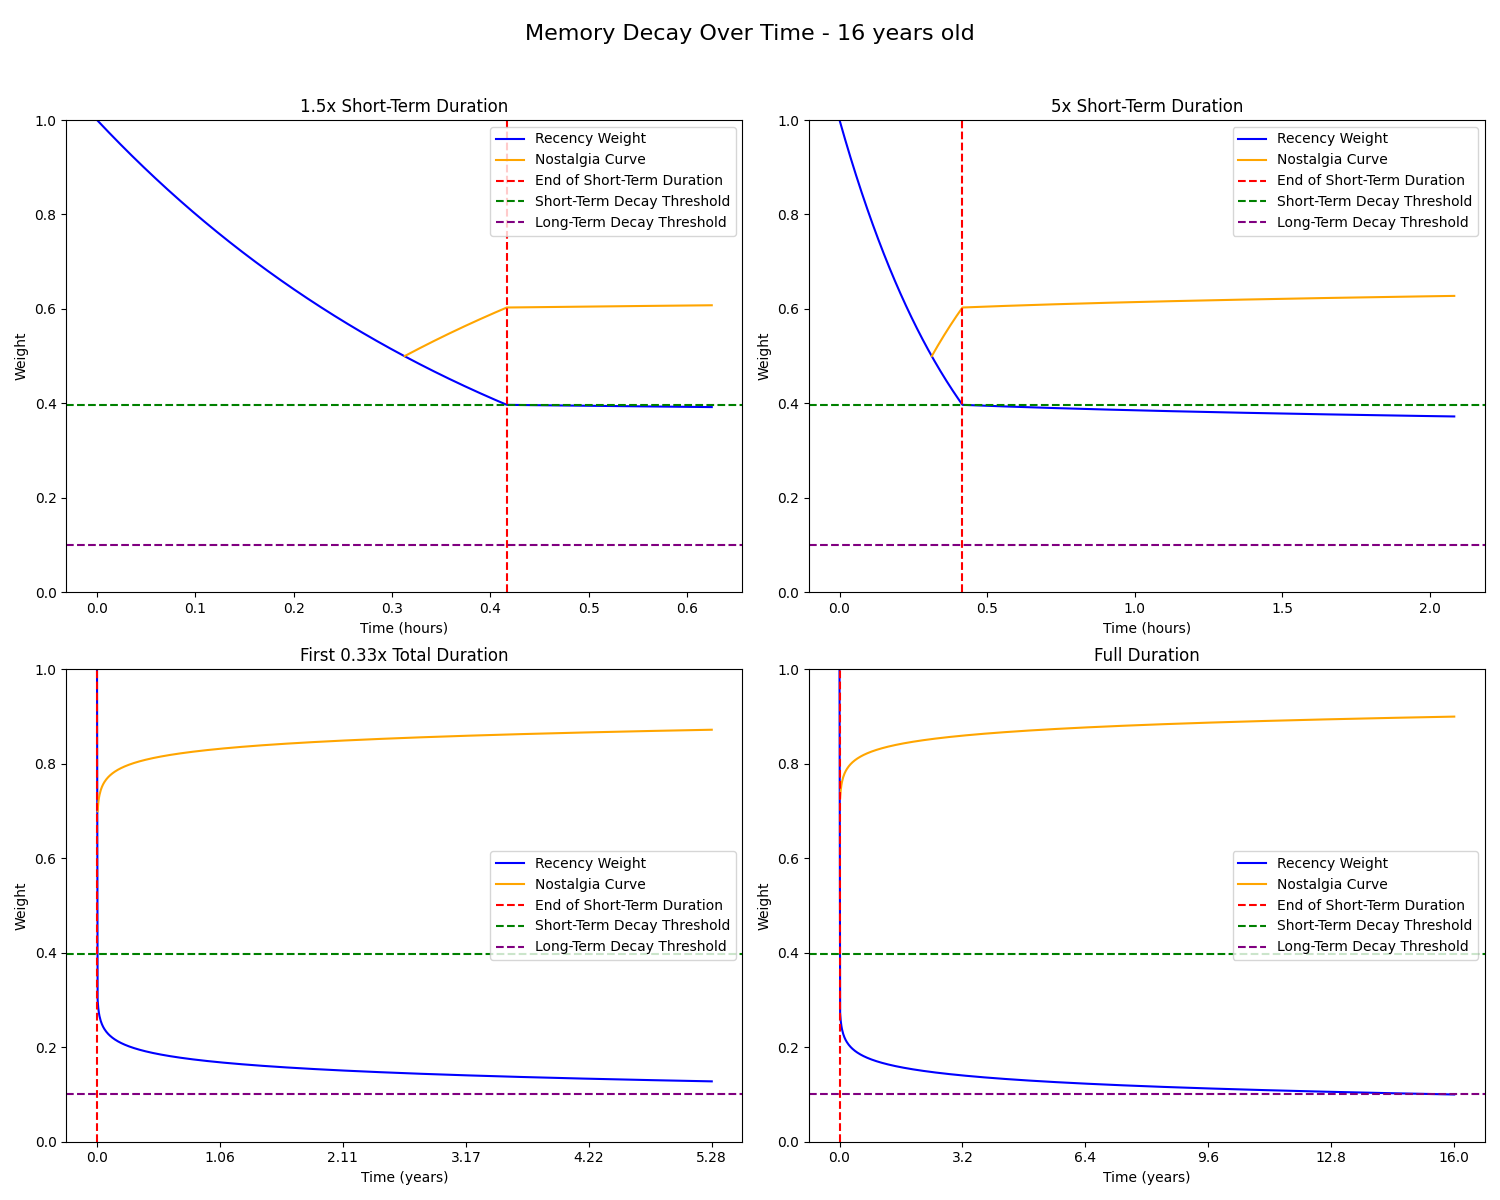 Memory Decay Over Time - 16 years old
1.5x Short-Term Duration
1.0
0.8
0.6
0.4
0.2
0.0
Weight
Recency Weight
Nostalgia Curve
End of Short-Term Duration
Short-Term Decay Threshold
Long-Term Decay Threshold
0.0 0.1 0.2 0.3 0.4 0.5 0.6
Time (hours)
5x Short-Term Duration
1.0
0.8
0.6
0.4
0.2
0.0
Weight
Recency Weight
Nostalgia Curve
End of Short-Term Duration
Short-Term Decay Threshold
Long-Term Decay Threshold
0.0 0.5 1.0 1.5 2.0
Time (hours)
First 0.33x Total Duration
1.0
0.8
0.6
0.4
0.2
0.0
Weight
Recency Weight
Nostalgia Curve
End of Short-Term Duration
Short-Term Decay Threshold
Long-Term Decay Threshold
0.0 1.06 2.11 3.17 4.22 5.28
Time (years)
Full Duration
1.0
0.8
0.6
0.4
0.2
0.0
Weight
Recency Weight
Nostalgia Curve
End of Short-Term Duration
Short-Term Decay Threshold
Long-Term Decay Threshold
0.0 3.2 6.4 9.6 12.8 16.0
Time (years)